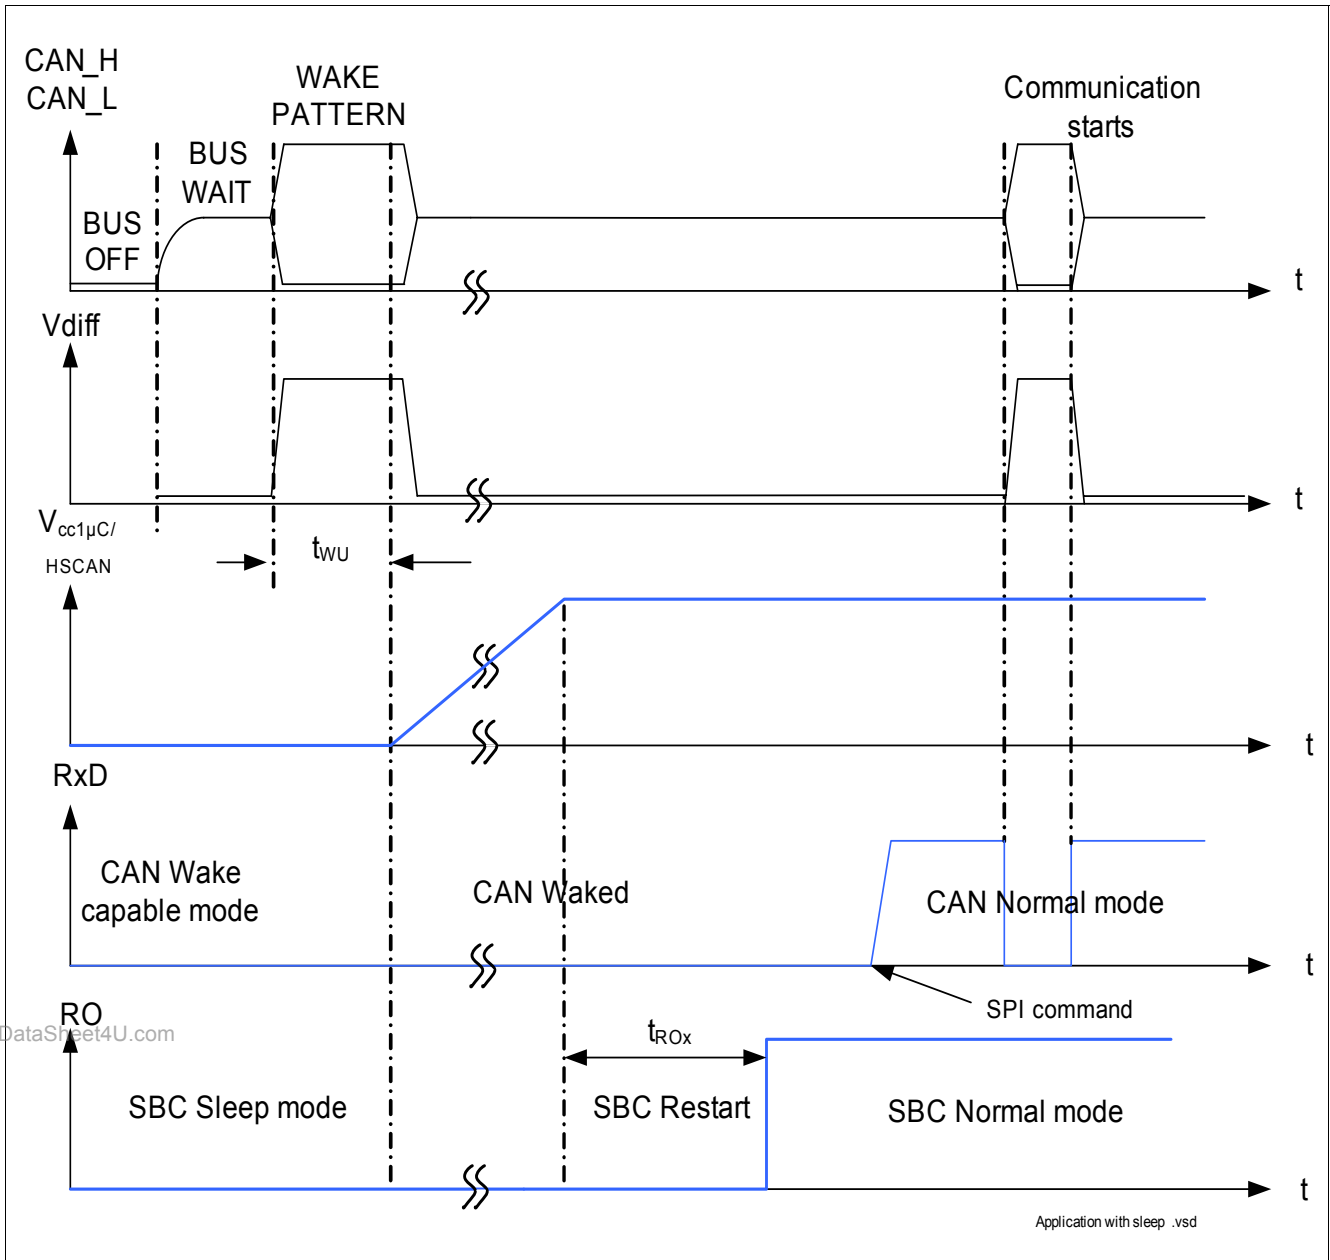 CAN_H
CAN_L
WAKE
PATTERN
Communication
starts
BUS
WAIT
BUS
OFF
t
Vdiff
t
Vcc1µC/
HSCAN
tWU
t
RxD
CAN Wake
capable mode
CAN Waked
CAN Normal mode
t
SPI command
RO
DataSheet4U.com
tROx
SBC Sleep mode
SBC Restart
SBC Normal mode
t
Application with sleep .vsd